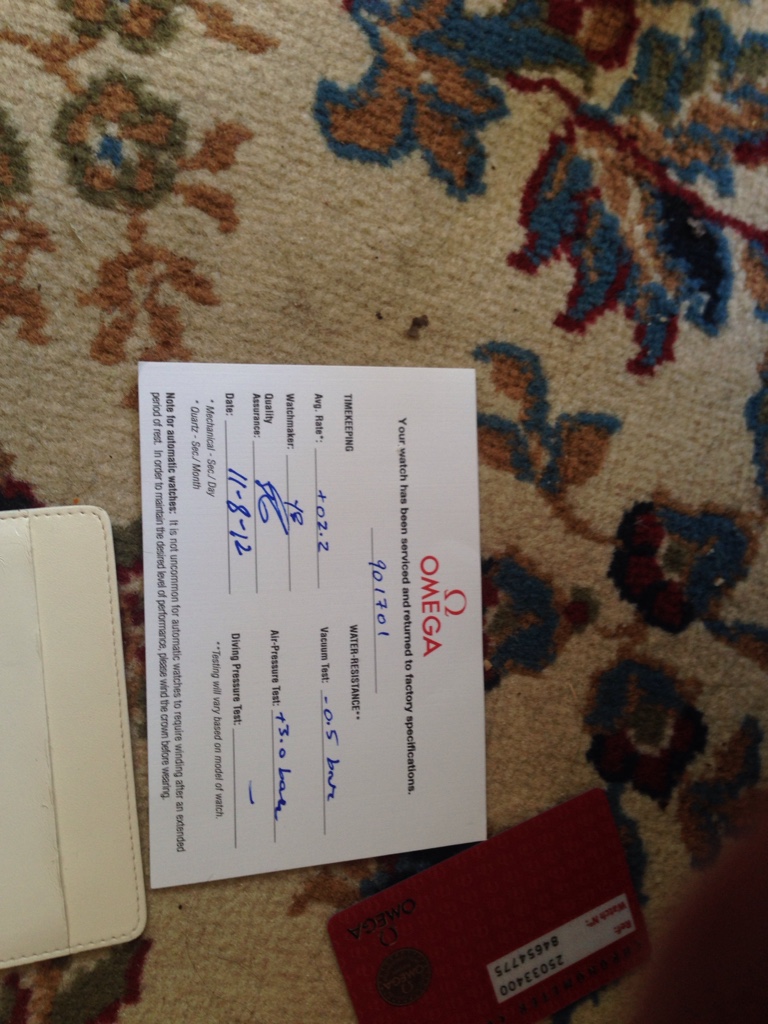 Ω
OMEGA
Your watch has been serviced and returned to factory specifications.
901701
TIMEKEEPING
Avg. Rate*: +02.2
Watchmaker: YB
Quality
Assurance:
Date: 11-8-12
* Mechanical - Sec./ Day
* Quartz - Sec./ Month
WATER-RESISTANCE**
Vacuum Test: -0.5 bar
Air-Pressure Test: +3.0 bar
Diving Pressure Test: –
**Testing will vary based on model of watch.
Note for automatic watches: It is not uncommon for automatic watches to require winding after an extended
period of rest. In order to maintain the desired level of performance, please wind the crown before wearing.
Ω
OMEGA
Ref: 25033400
Watch Nº: 84654775